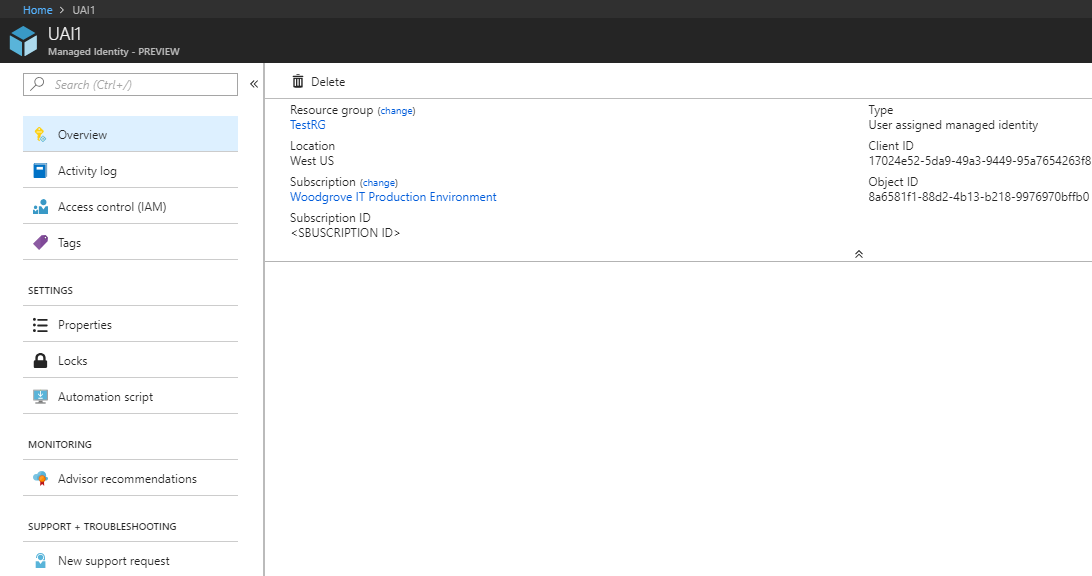 Home > UAI1
UAI1
Managed Identity - PREVIEW
Search (Ctrl+/)
«
Overview
Activity log
Access control (IAM)
Tags
SETTINGS
Properties
Locks
Automation script
MONITORING
Advisor recommendations
SUPPORT + TROUBLESHOOTING
New support request
Delete
Resource group (change)
TestRG
Location
West US
Subscription (change)
Woodgrove IT Production Environment
Subscription ID
<SBUSCRIPTION ID>
Type
User assigned managed identity
Client ID
17024e52-5da9-49a3-9449-95a7654263f8
Object ID
8a6581f1-88d2-4b13-b218-9976970bffb0